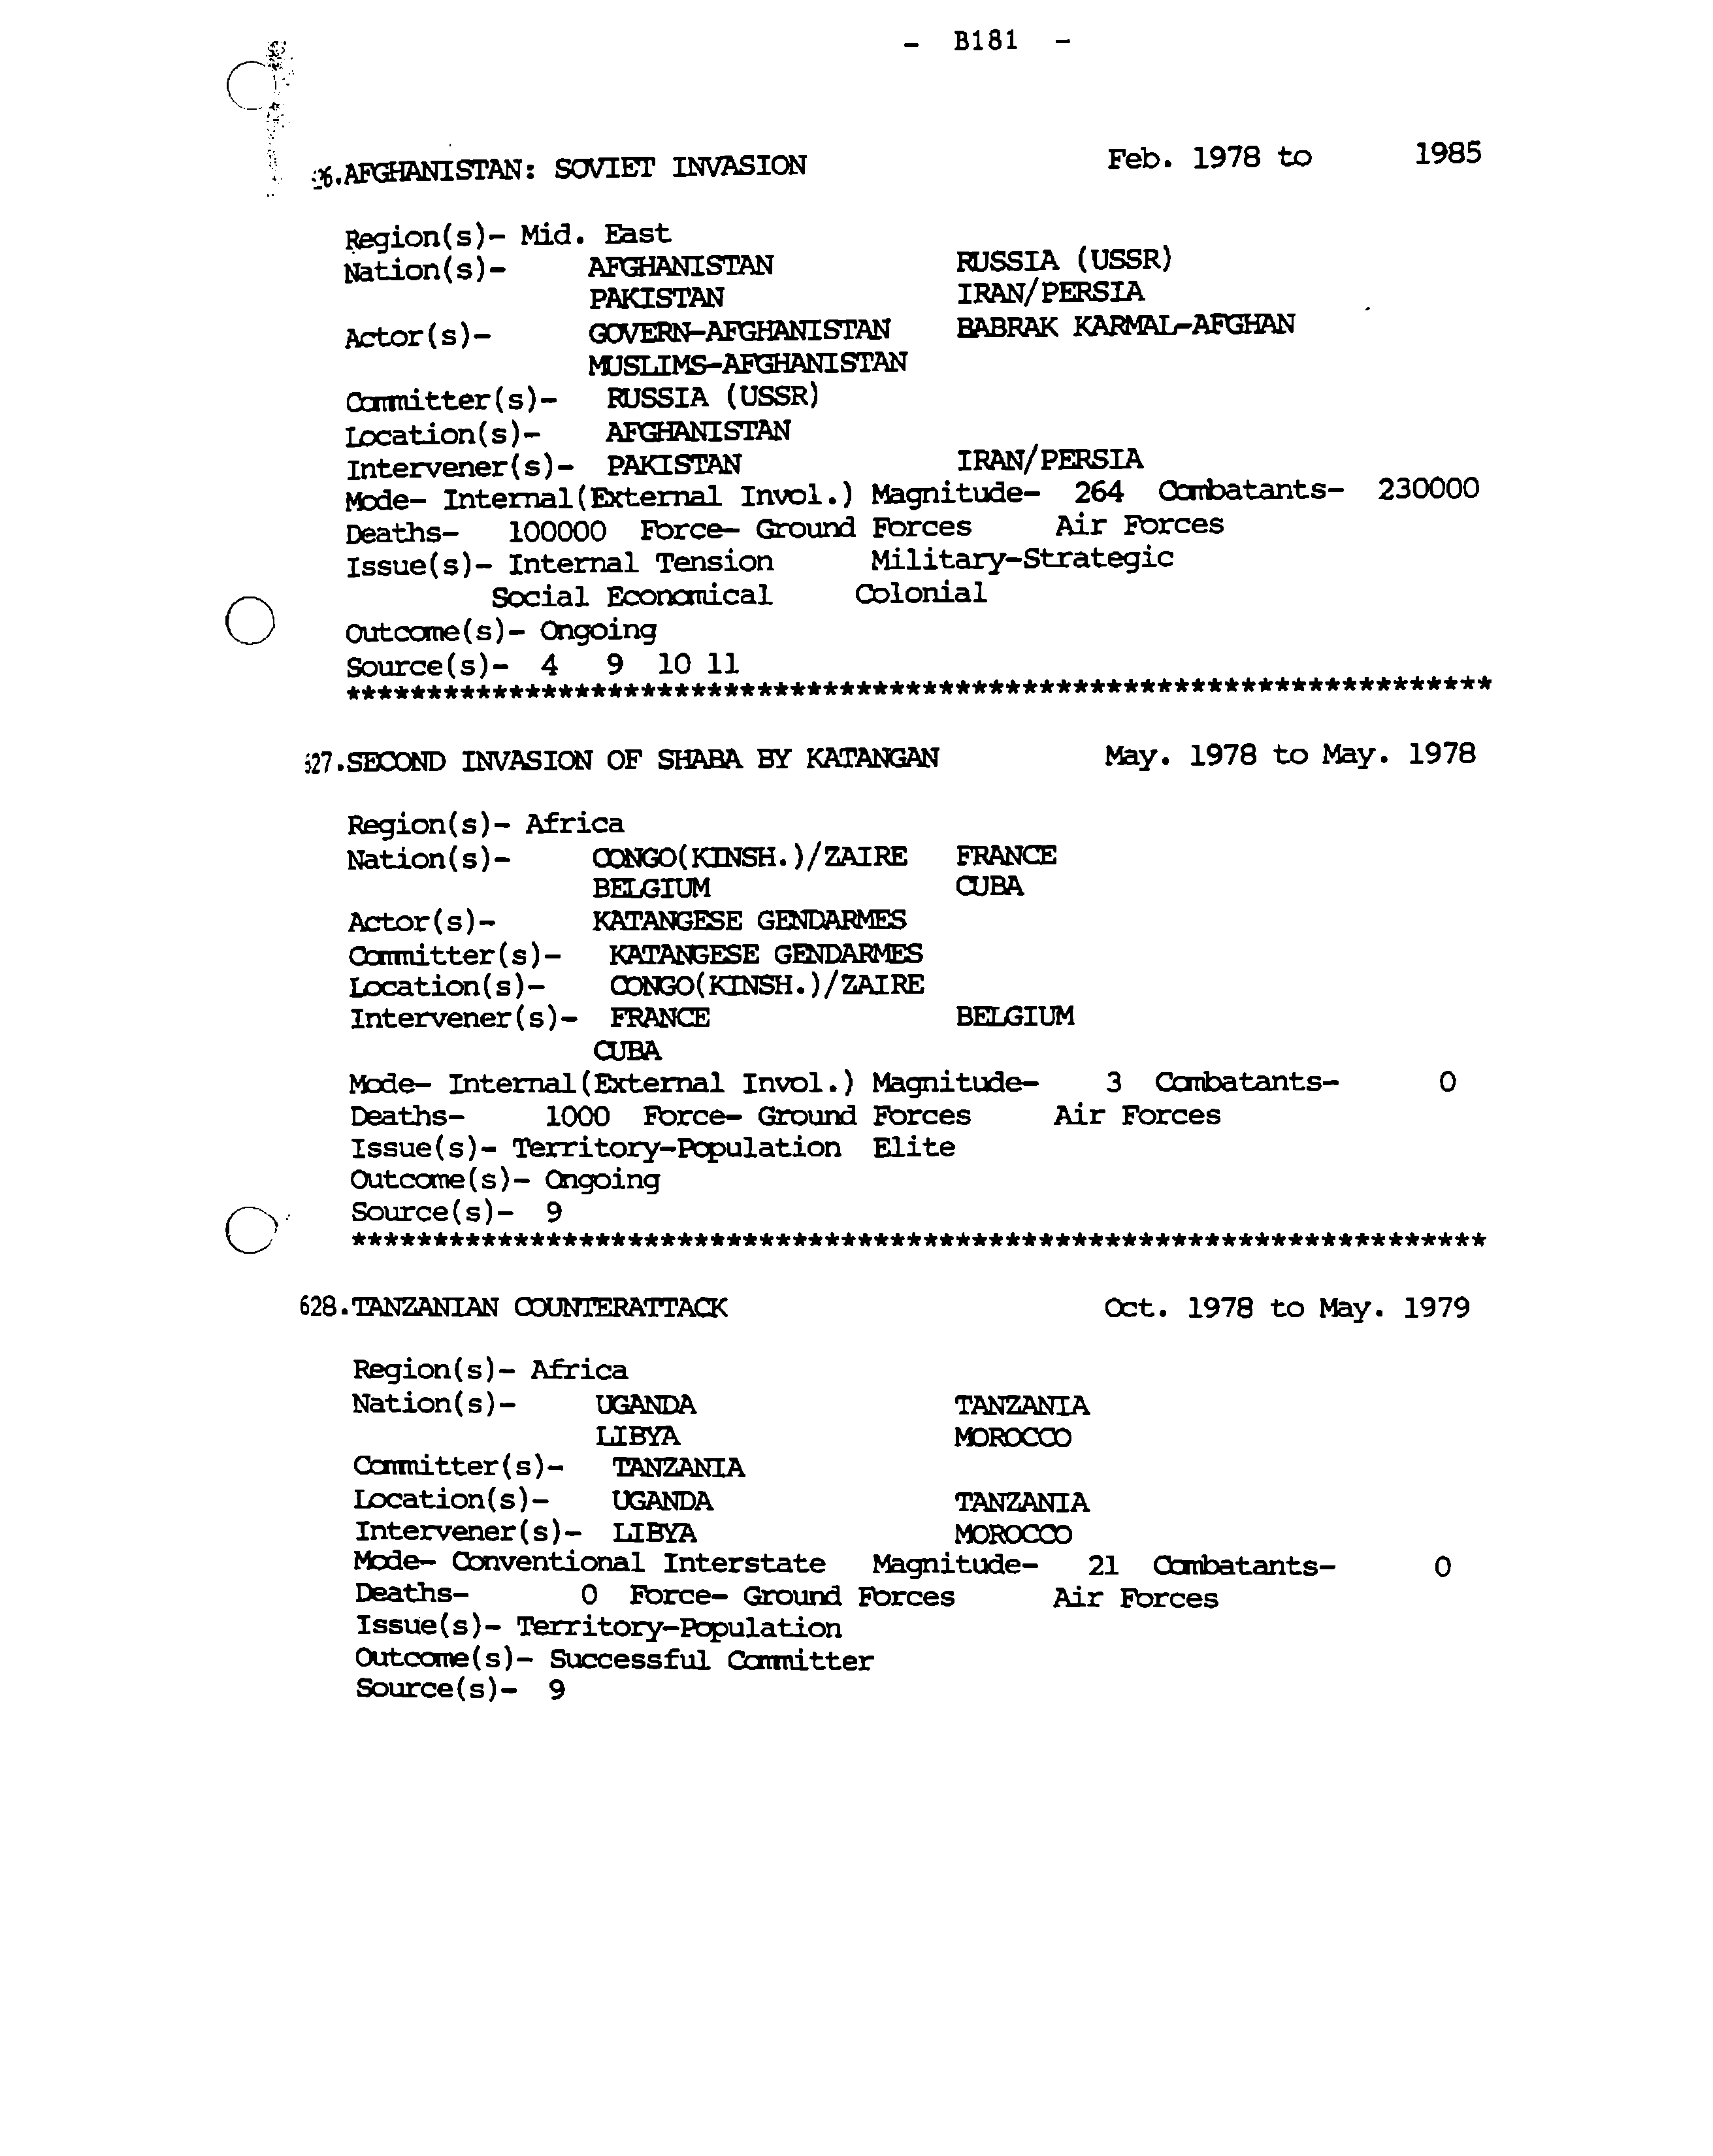 - B181 -
26.AFGHANISTAN: SOVIET INVASION Feb. 1978 to 1985
Region(s)- Mid. East
Nation(s)- AFGHANISTAN RUSSIA (USSR)
PAKISTAN IRAN/PERSIA
Actor(s)- GOVERN-AFGHANISTAN BABRAK KARMAL-AFGHAN
MUSLIMS-AFGHANISTAN
Committer(s)- RUSSIA (USSR)
Location(s)- AFGHANISTAN
Intervener(s)- PAKISTAN IRAN/PERSIA
Mode- Internal(External Invol.) Magnitude- 264 Combatants- 230000
Deaths- 100000 Force- Ground Forces Air Forces
Issue(s)- Internal Tension Military-Strategic
Social Economical Colonial
Outcome(s)- Ongoing
Source(s)- 4 9 10 11
**********************************************************************
627.SECOND INVASION OF SHABA BY KATANGAN May. 1978 to May. 1978
Region(s)- Africa
Nation(s)- CONGO(KINSH.)/ZAIRE FRANCE
BELGIUM CUBA
Actor(s)- KATANGESE GENDARMES
Committer(s)- KATANGESE GENDARMES
Location(s)- CONGO(KINSH.)/ZAIRE
Intervener(s)- FRANCE BELGIUM
CUBA
Mode- Internal(External Invol.) Magnitude- 3 Combatants- 0
Deaths- 1000 Force- Ground Forces Air Forces
Issue(s)- Territory-Population Elite
Outcome(s)- Ongoing
Source(s)- 9
**********************************************************************
628.TANZANIAN COUNTERATTACK Oct. 1978 to May. 1979
Region(s)- Africa
Nation(s)- UGANDA TANZANIA
LIBYA MOROCCO
Committer(s)- TANZANIA
Location(s)- UGANDA TANZANIA
Intervener(s)- LIBYA MOROCCO
Mode- Conventional Interstate Magnitude- 21 Combatants- 0
Deaths- 0 Force- Ground Forces Air Forces
Issue(s)- Territory-Population
Outcome(s)- Successful Committer
Source(s)- 9